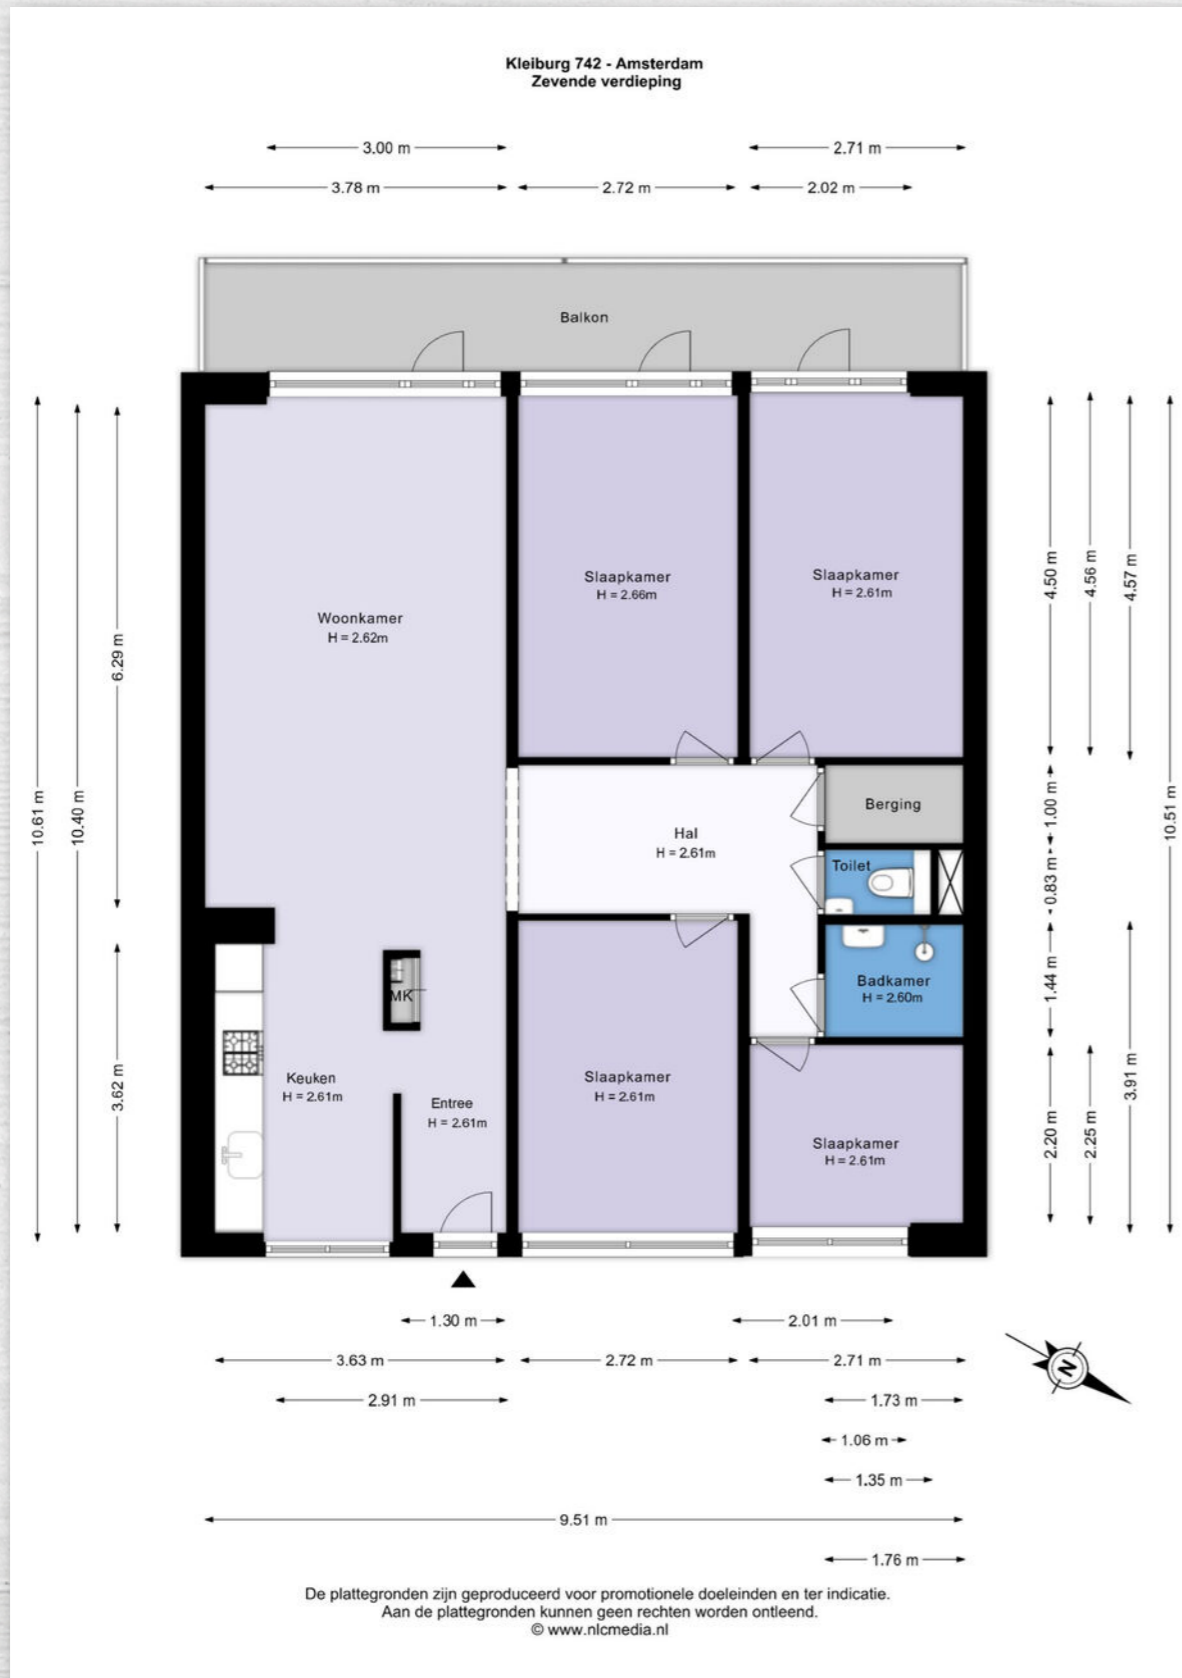 Kleiburg 742 - Amsterdam
Zevende verdieping
3.00 m
2.71 m
3.78 m
2.72 m
2.02 m
Balkon
Slaapkamer
H = 2.66m
Slaapkamer
H = 2.61m
Woonkamer
H = 2.62m
Berging
Hal
H = 2.61m
Toilet
Badkamer
H = 2.60m
MK
Keuken
H = 2.61m
Entree
H = 2.61m
Slaapkamer
H = 2.61m
Slaapkamer
H = 2.61m
10.61 m
10.40 m
6.29 m
3.62 m
4.50 m
4.56 m
4.57 m
1.00 m
0.83 m
1.44 m
2.20 m
2.25 m
3.91 m
10.51 m
1.30 m
2.01 m
3.63 m
2.72 m
2.71 m
2.91 m
1.73 m
1.06 m
1.35 m
9.51 m
1.76 m
N
De plattegronden zijn geproduceerd voor promotionele doeleinden en ter indicatie.
Aan de plattegronden kunnen geen rechten worden ontleend.
© www.nlcmedia.nl